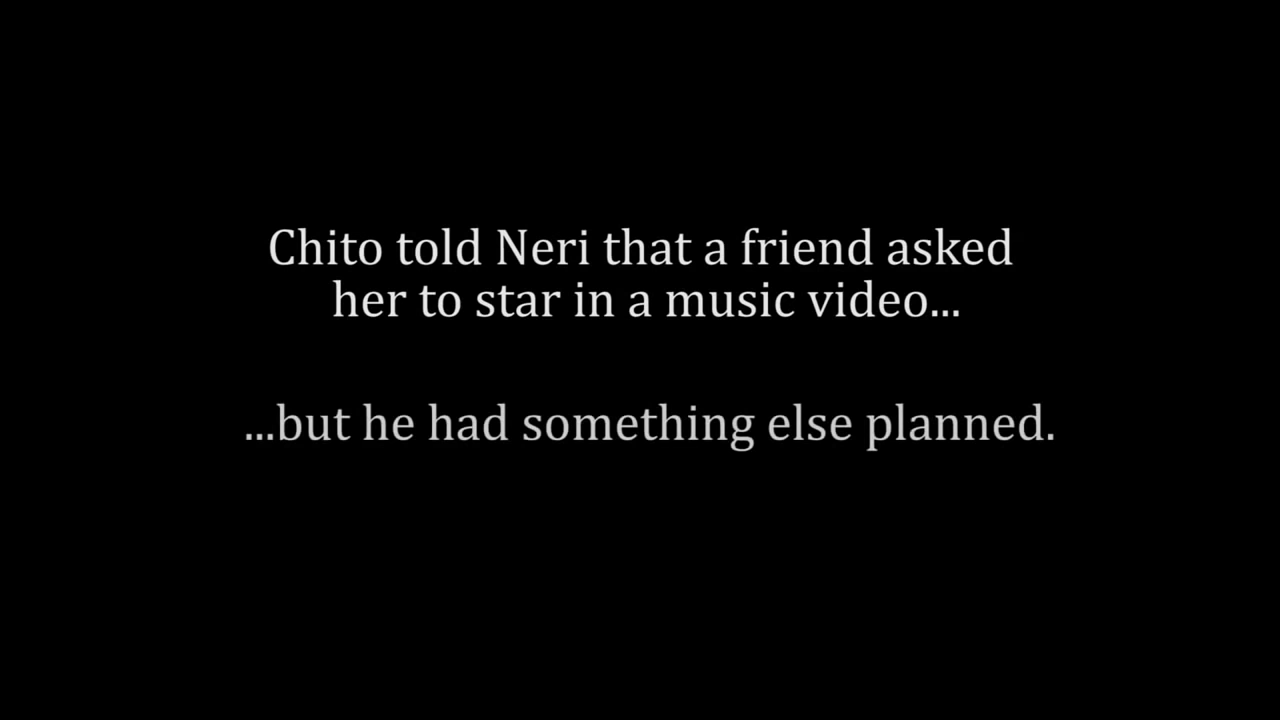 Chito told Neri that a friend asked
her to star in a music video...
...but he had something else planned.